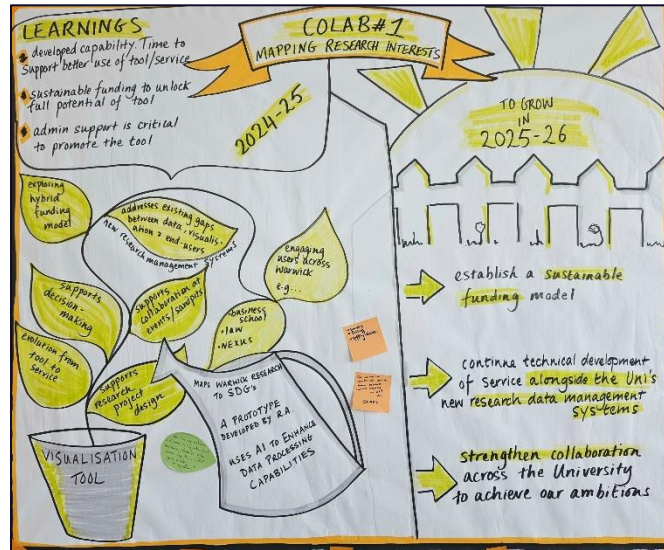 LEARNINGS
developed capability. Time to
support better use of tool/service
sustainable funding to unlock
full potential of tool
admin support is critical
to promote the tool
COLAB#1
MAPPING RESEARCH INTERESTS
2024-25
TO GROW
IN
2025-26
exploring
hybrid
funding
model
addresses existing gaps
between data, visualis-
ation & end-users
new research management systems
engaging
users across
Warwick
e.g...
supports
decision-
making
supports
collaboration at
events/sandpits
evolution from
tool to
service
supports
research
project
design
business
school
law
NEXUS
VISUALISATION
TOOL
MAPS WARWICK RESEARCH
TO SDG's
A PROTOTYPE
DEVELOPED BY R.A.
USES AI TO ENHANCE
DATA PROCESSING
CAPABILITIES
establish a sustainable
funding model
continue technical development
of service alongside the Uni's
new research data management
systems
strengthen collaboration
across the University
to achieve our ambitions